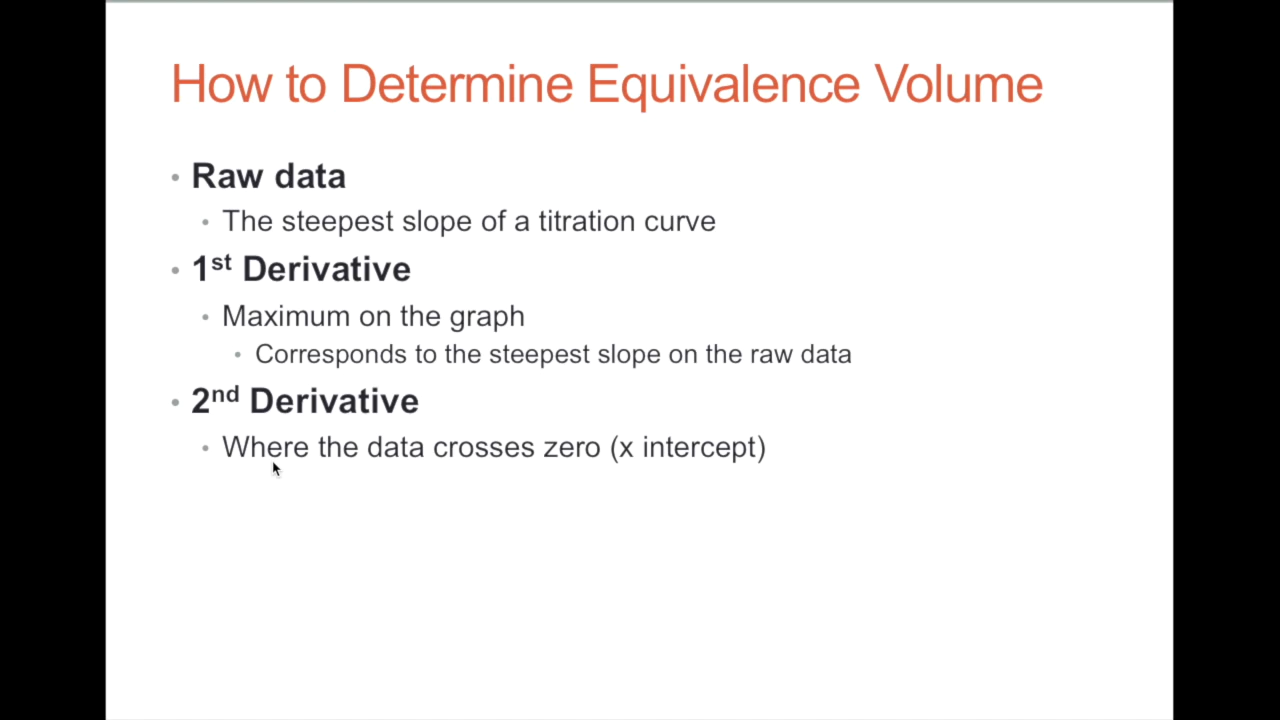 How to Determine Equivalence Volume
• Raw data
• The steepest slope of a titration curve
• 1st Derivative
• Maximum on the graph
• Corresponds to the steepest slope on the raw data
• 2nd Derivative
• Where the data crosses zero (x intercept)